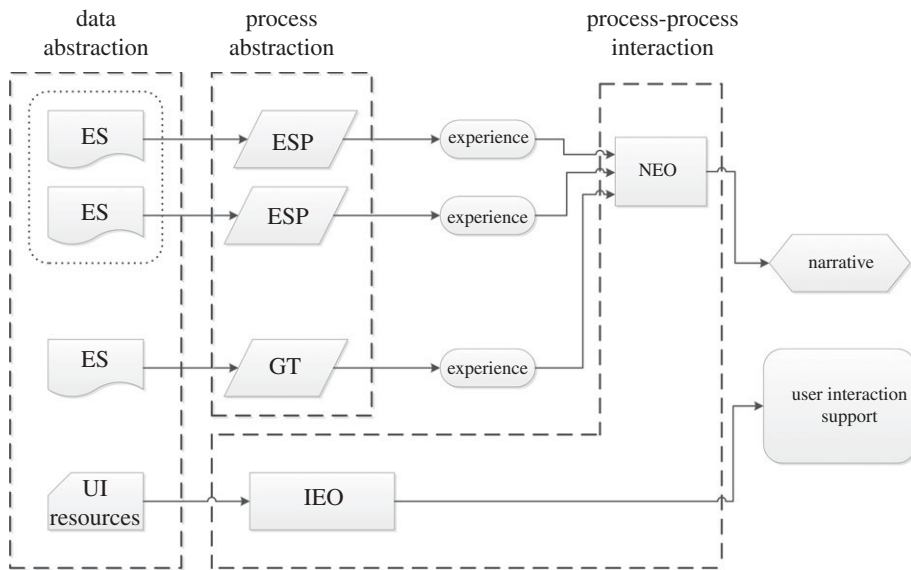 data
abstraction
process
abstraction
process-process
interaction
ES
ESP
experience
NEO
ES
ESP
experience
narrative
ES
GT
experience
user interaction
support
UI
resources
IEO